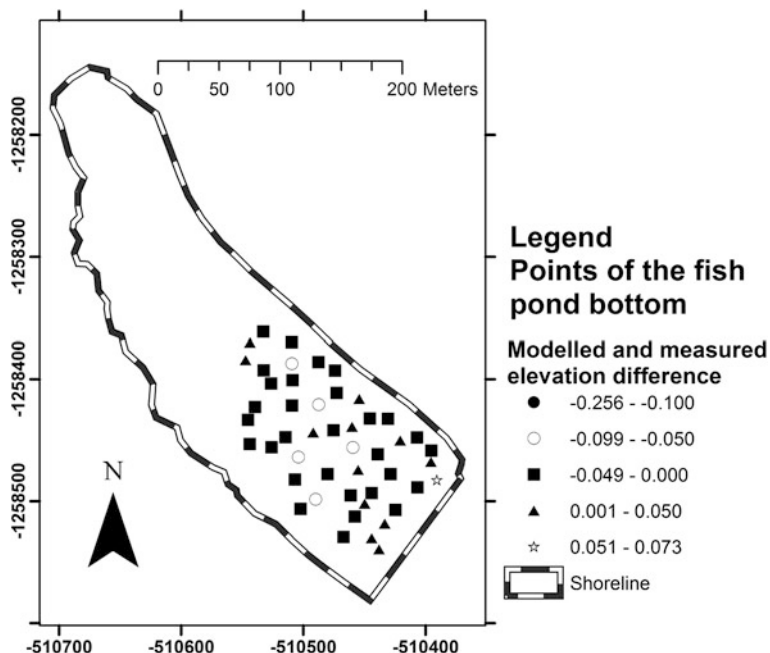 0 50 100 200 Meters
-1258200
-1258300
-1258400
-1258500
N
-510700 -510600 -510500 -510400
Legend
Points of the fish
pond bottom
Modelled and measured
elevation difference
-0.256 - -0.100
-0.099 - -0.050
-0.049 - 0.000
0.001 - 0.050
0.051 - 0.073
Shoreline